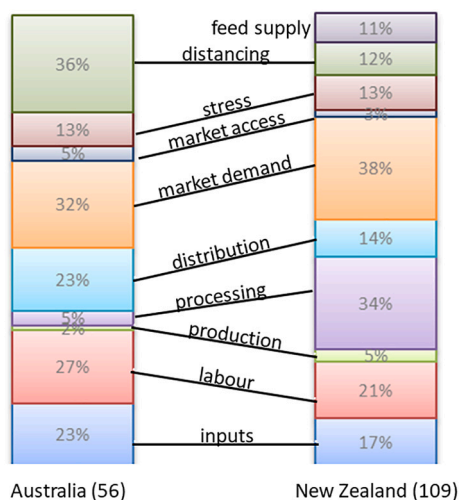 feed supply 11%
36% distancing 12%
13% stress 13%
5% market access 3%
32% market demand 38%
23% distribution 14%
5% processing 34%
2% production 5%
27% labour 21%
23% inputs 17%
Australia (56) New Zealand (109)